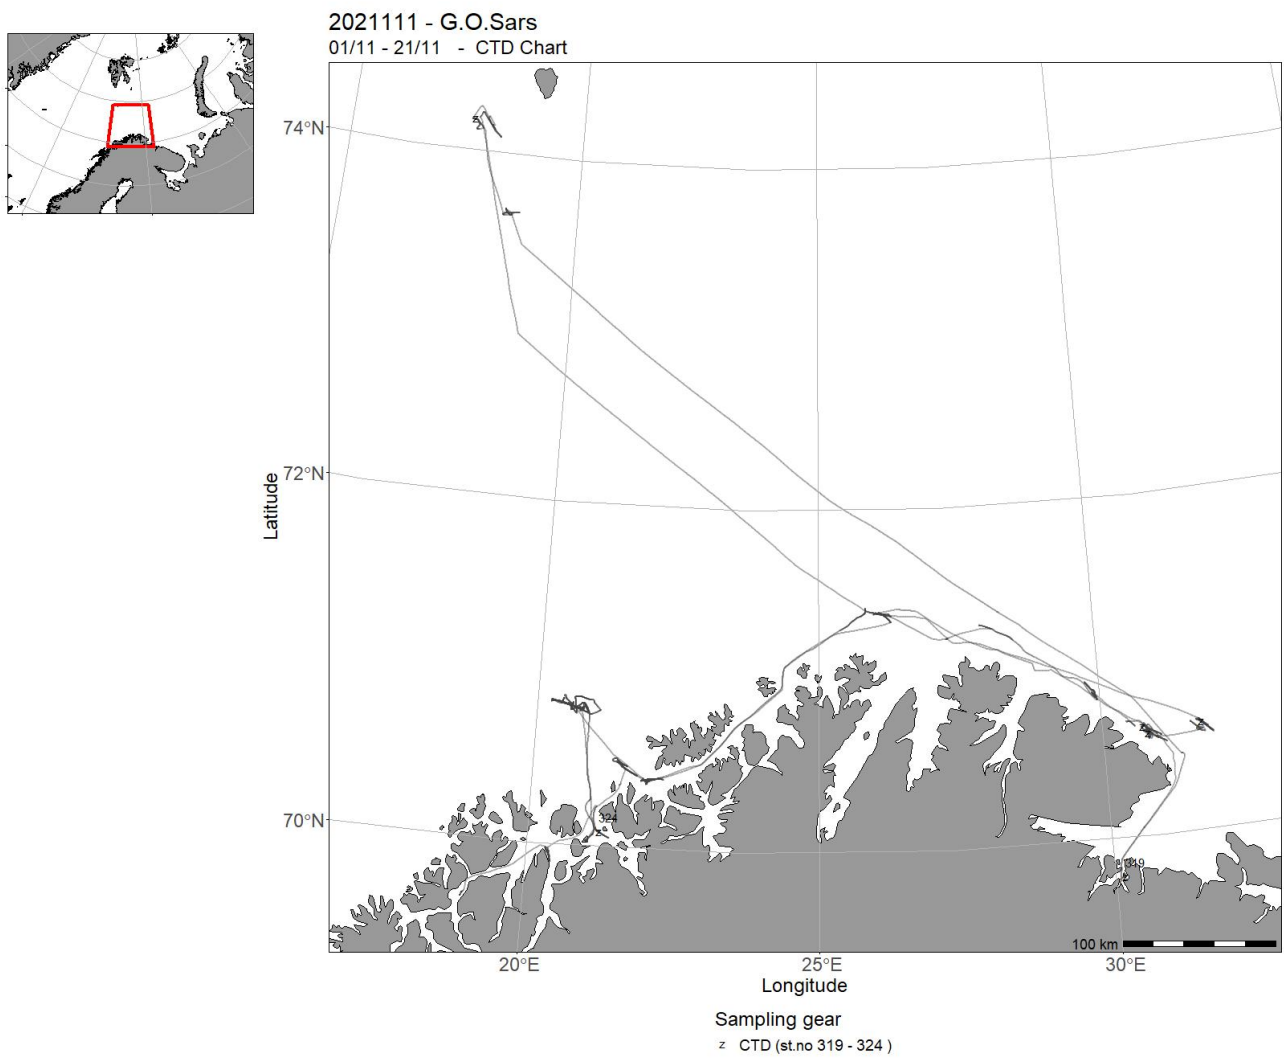 2021111 - G.O.Sars
01/11 - 21/11 - CTD Chart
74°N
72°N
70°N
Latitude
z
z
324
z
319
z
100 km
20°E
25°E
30°E
Longitude
Sampling gear
z CTD (st.no 319 - 324 )